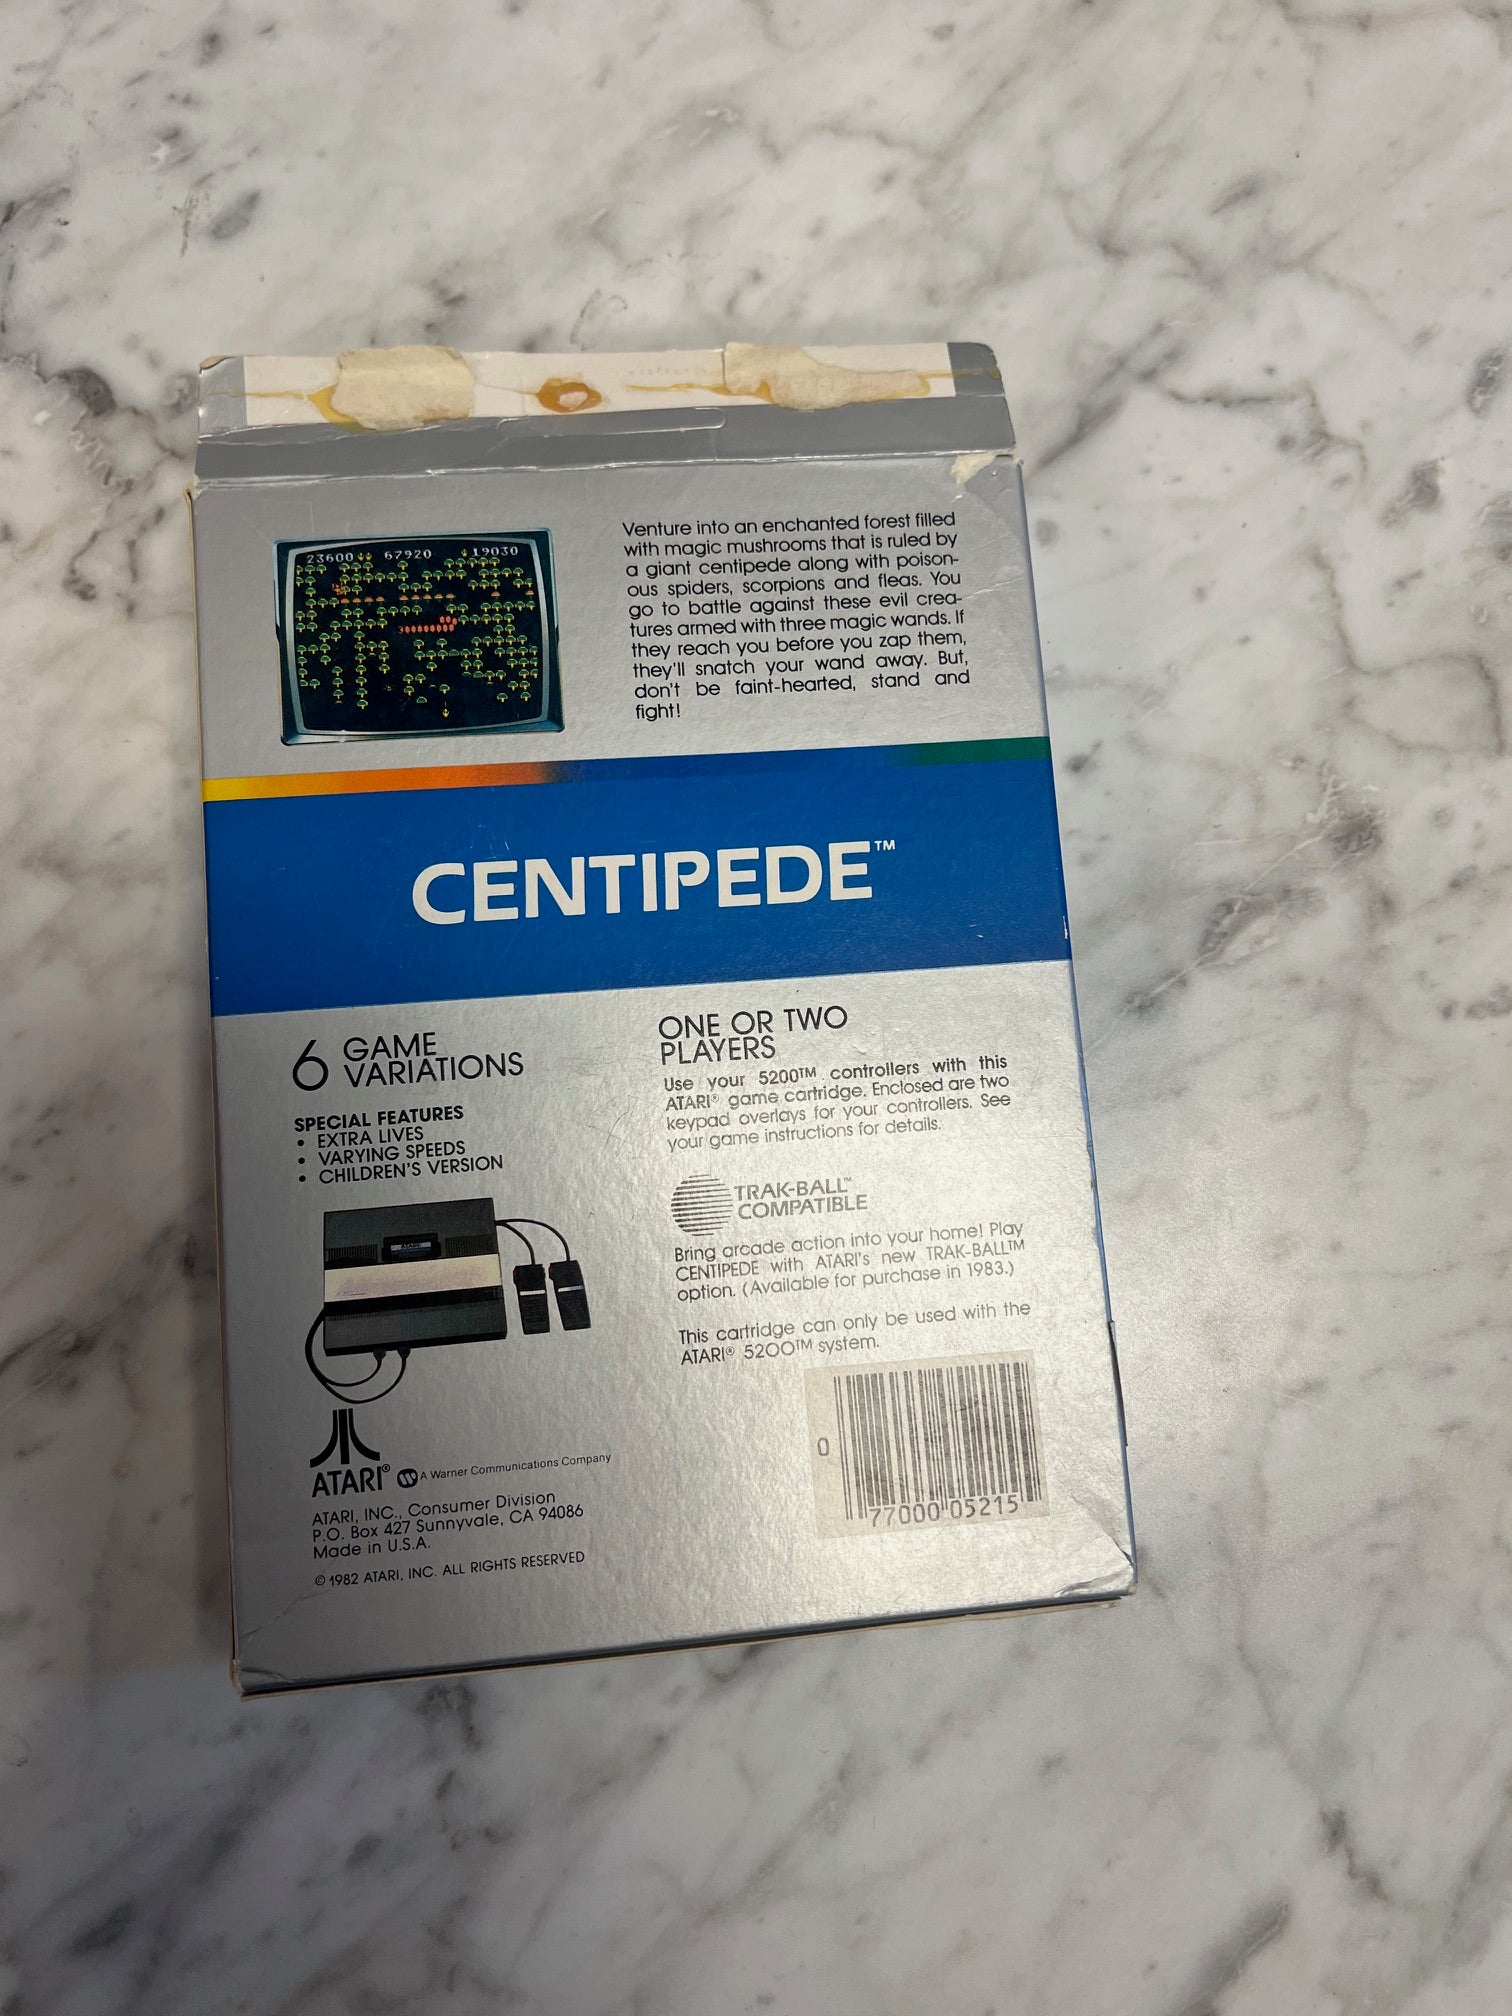 23600 67920 19030
Venture into an enchanted forest filled
with magic mushrooms that is ruled by
a giant centipede along with poison-
ous spiders, scorpions and fleas. You
go to battle against these evil crea-
tures armed with three magic wands. If
they reach you before you zap them,
they'll snatch your wand away. But,
don't be faint-hearted, stand and
fight!
CENTIPEDE™
6 GAME
VARIATIONS
SPECIAL FEATURES
• EXTRA LIVES
• VARYING SPEEDS
• CHILDREN'S VERSION
ATARI
ATARI® A Warner Communications Company
ATARI, INC., Consumer Division
P.O. Box 427 Sunnyvale, CA 94086
Made in U.S.A.
© 1982 ATARI, INC. ALL RIGHTS RESERVED
ONE OR TWO
PLAYERS
Use your 5200™ controllers with this
ATARI® game cartridge. Enclosed are two
keypad overlays for your controllers. See
your game instructions for details.
TRAK-BALL™
COMPATIBLE
Bring arcade action into your home! Play
CENTIPEDE with ATARI's new TRAK-BALL™
option. (Available for purchase in 1983.)
This cartridge can only be used with the
ATARI® 5200™ system.
0 77000 05215